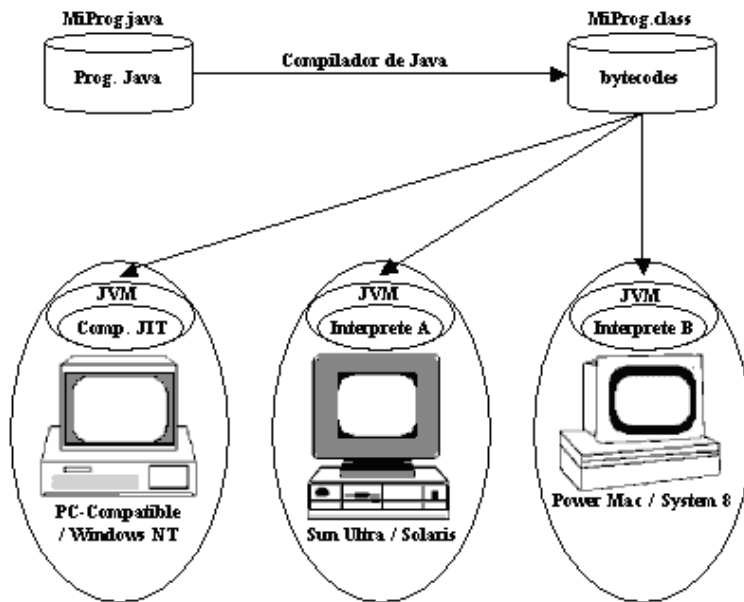 MiProg.java
MiProg.class
Prog. Java
Compilador de Java
bytecodes
JVM
Comp. JIT
JVM
Interprete A
JVM
Interprete B
PC-Compatible
/ Windows NT
Sun Ultra / Solaris
Power Mac / System 8